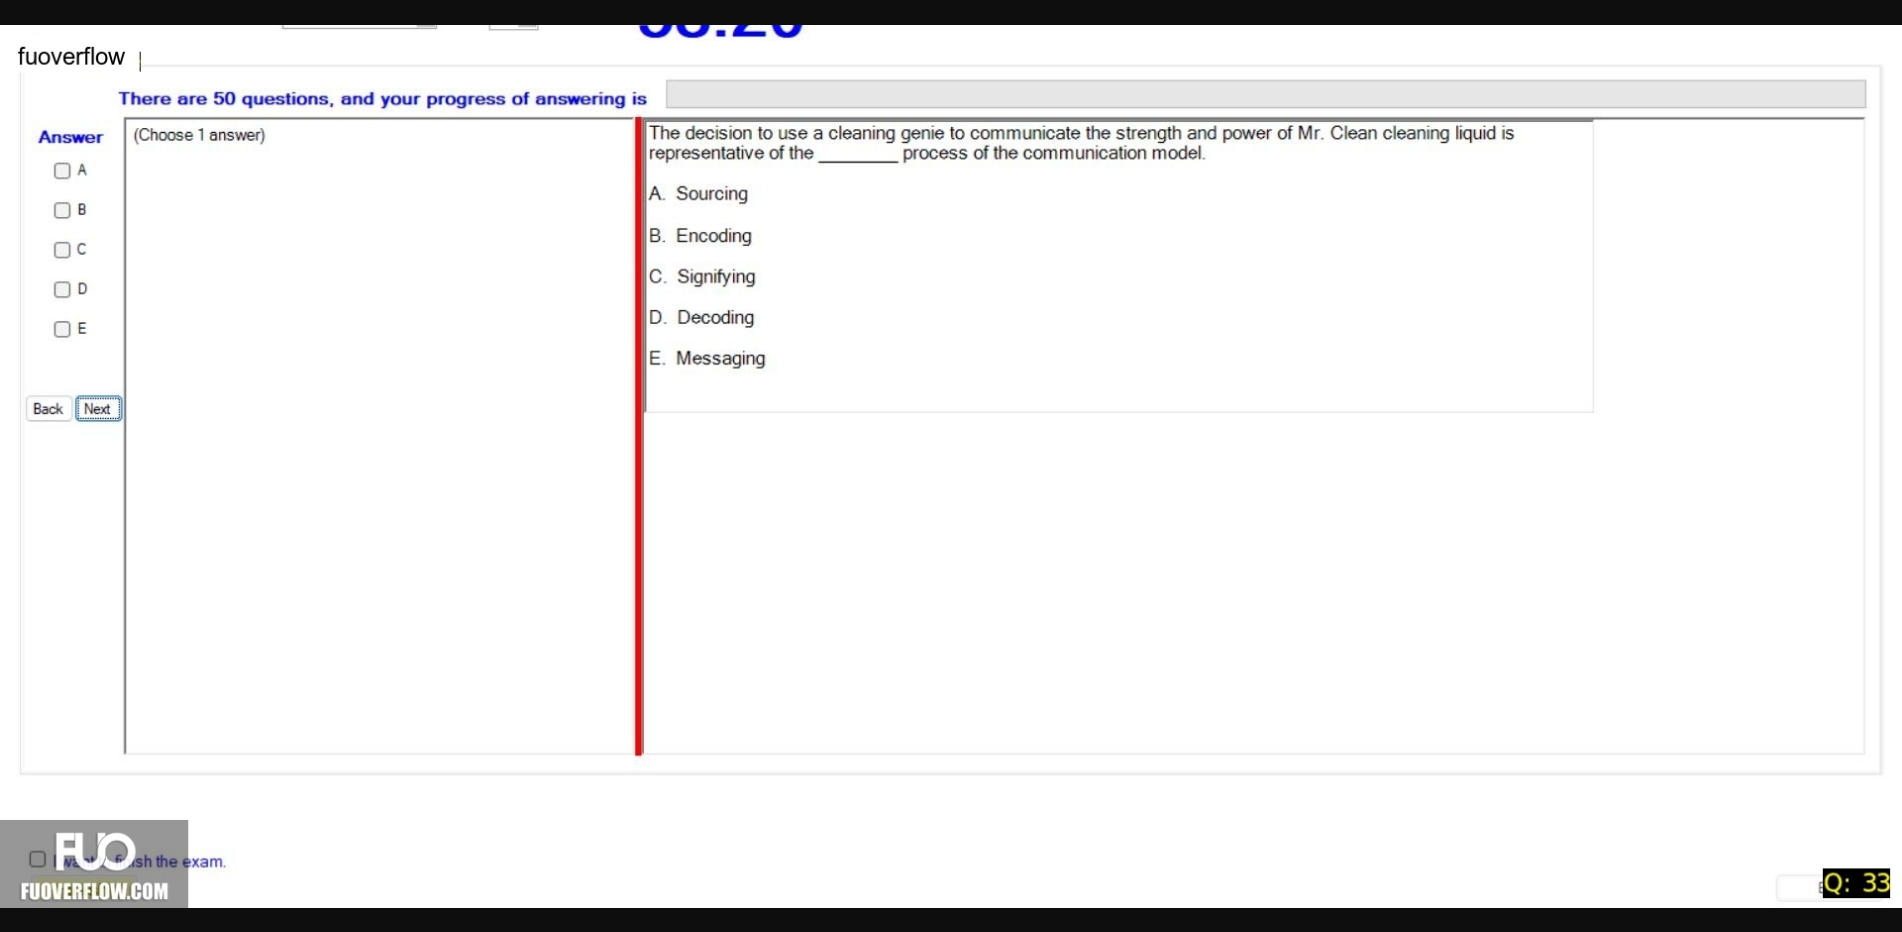 fuoverflow
There are 50 questions, and your progress of answering is
Answer
(Choose 1 answer)
A
B
C
D
E
Back Next
The decision to use a cleaning genie to communicate the strength and power of Mr. Clean cleaning liquid is
representative of the ________ process of the communication model.
A. Sourcing
B. Encoding
C. Signifying
D. Decoding
E. Messaging
FUO
the exam.
FUOVERFLOW.COM
Q: 33